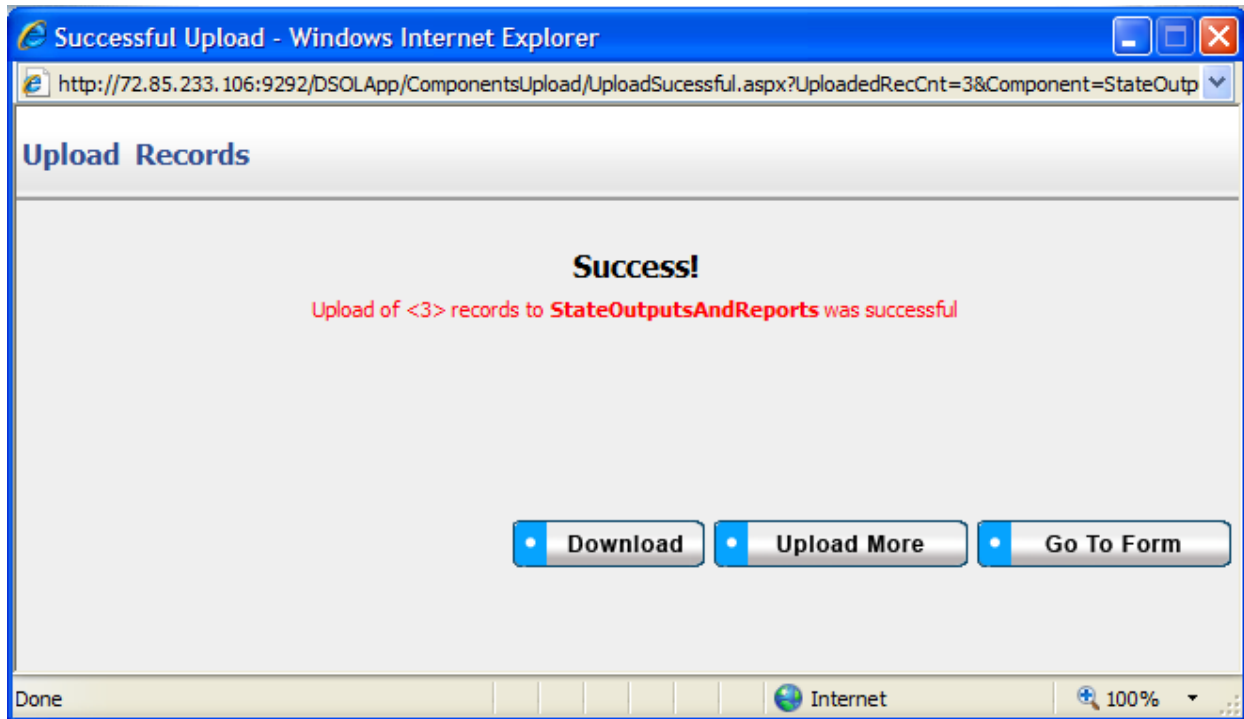 Successful Upload - Windows Internet Explorer
http://72.85.233.106:9292/DSOLApp/ComponentsUpload/UploadSucessful.aspx?UploadedRecCnt=3&Component=StateOutp
Upload Records
Success!
Upload of <3> records to StateOutputsAndReports was successful
Download Upload More Go To Form
Done Internet 100%